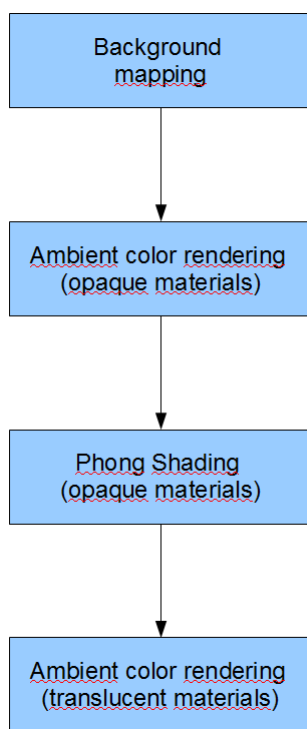 Background
mapping
Ambient color rendering
(opaque materials)
Phong Shading
(opaque materials)
Ambient color rendering
(translucent materials)